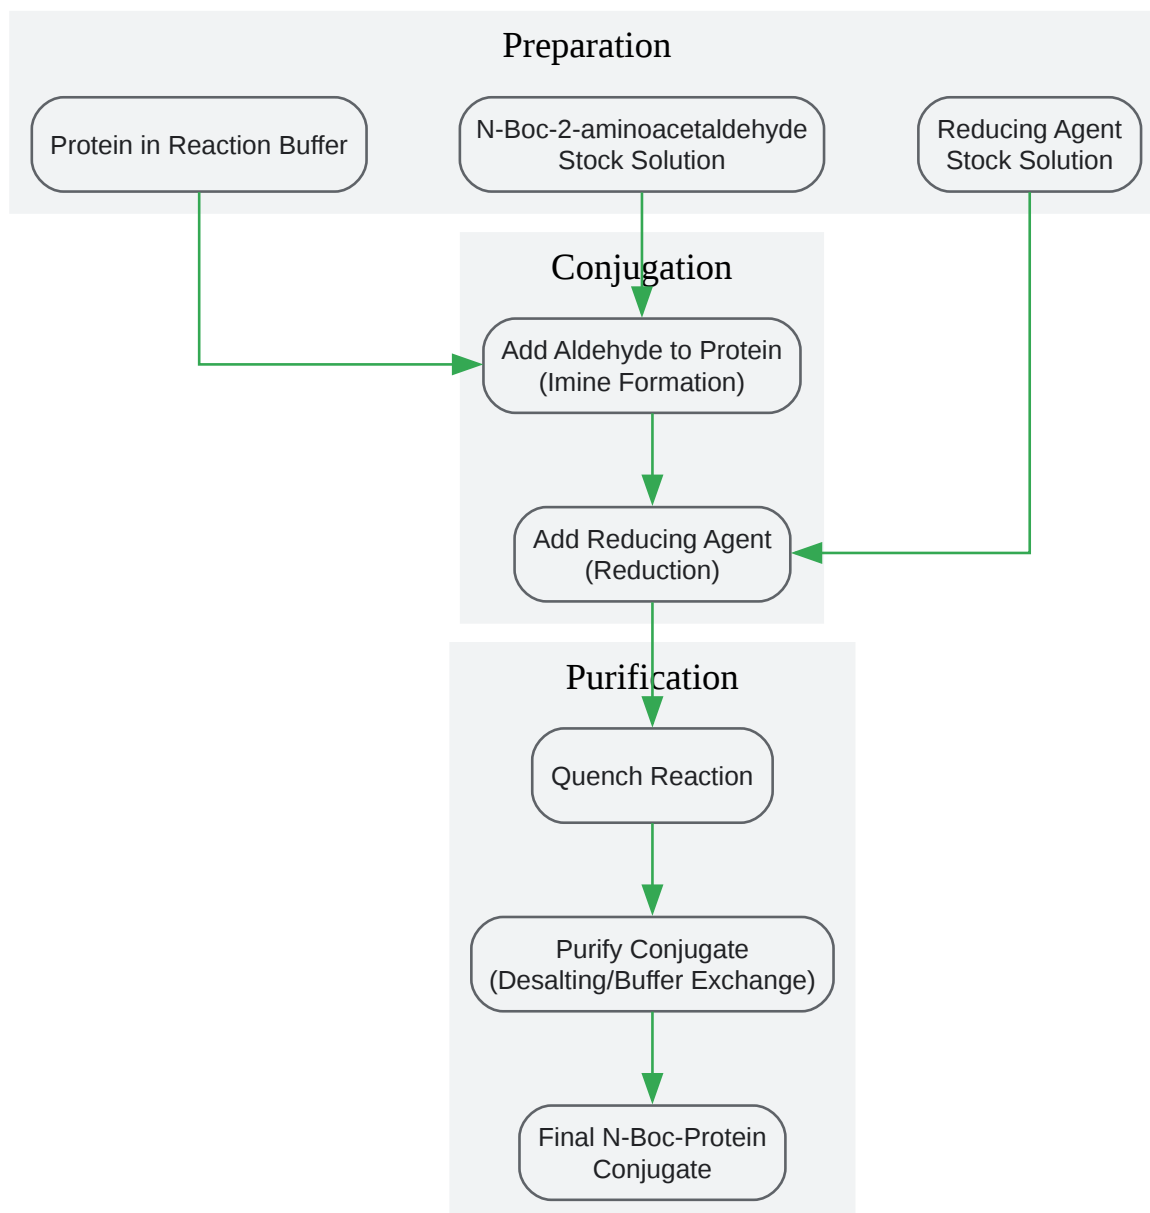 Preparation
Protein in Reaction Buffer
N-Boc-2-aminoacetaldehyde
Stock Solution
Reducing Agent
Stock Solution
Conjugation
Add Aldehyde to Protein
(Imine Formation)
Add Reducing Agent
(Reduction)
Purification
Quench Reaction
Purify Conjugate
(Desalting/Buffer Exchange)
Final N-Boc-Protein
Conjugate